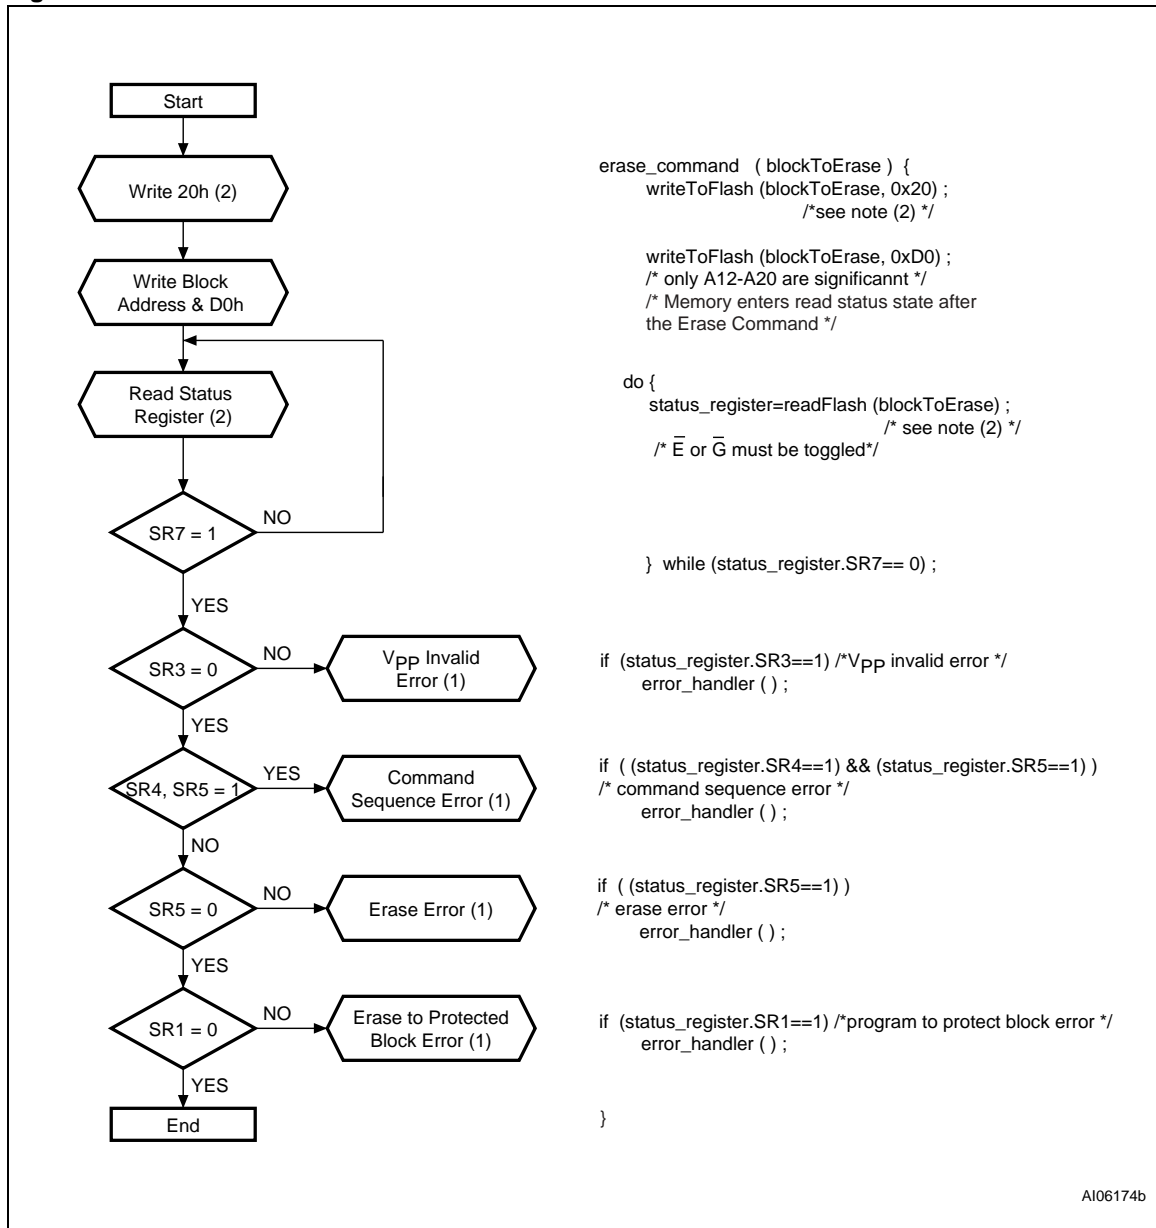 Start
Write 20h (2)
Write Block
Address & D0h
Read Status
Register (2)
SR7 = 1
NO
YES
SR3 = 0
NO
VPP Invalid
Error (1)
YES
SR4, SR5 = 1
YES
Command
Sequence Error (1)
NO
SR5 = 0
NO
Erase Error (1)
YES
SR1 = 0
NO
Erase to Protected
Block Error (1)
YES
End
erase_command ( blockToErase ) {
writeToFlash (blockToErase, 0x20) ;
/*see note (2) */
writeToFlash (blockToErase, 0xD0) ;
/* only A12-A20 are significannt */
/* Memory enters read status state after
the Erase Command */
do {
status_register=readFlash (blockToErase) ;
/* see note (2) */
/* E̅ or G̅ must be toggled*/
} while (status_register.SR7== 0) ;
if (status_register.SR3==1) /*VPP invalid error */
error_handler ( ) ;
if ( (status_register.SR4==1) && (status_register.SR5==1) )
/* command sequence error */
error_handler ( ) ;
if ( (status_register.SR5==1) )
/* erase error */
error_handler ( ) ;
if (status_register.SR1==1) /*program to protect block error */
error_handler ( ) ;
}
AI06174b